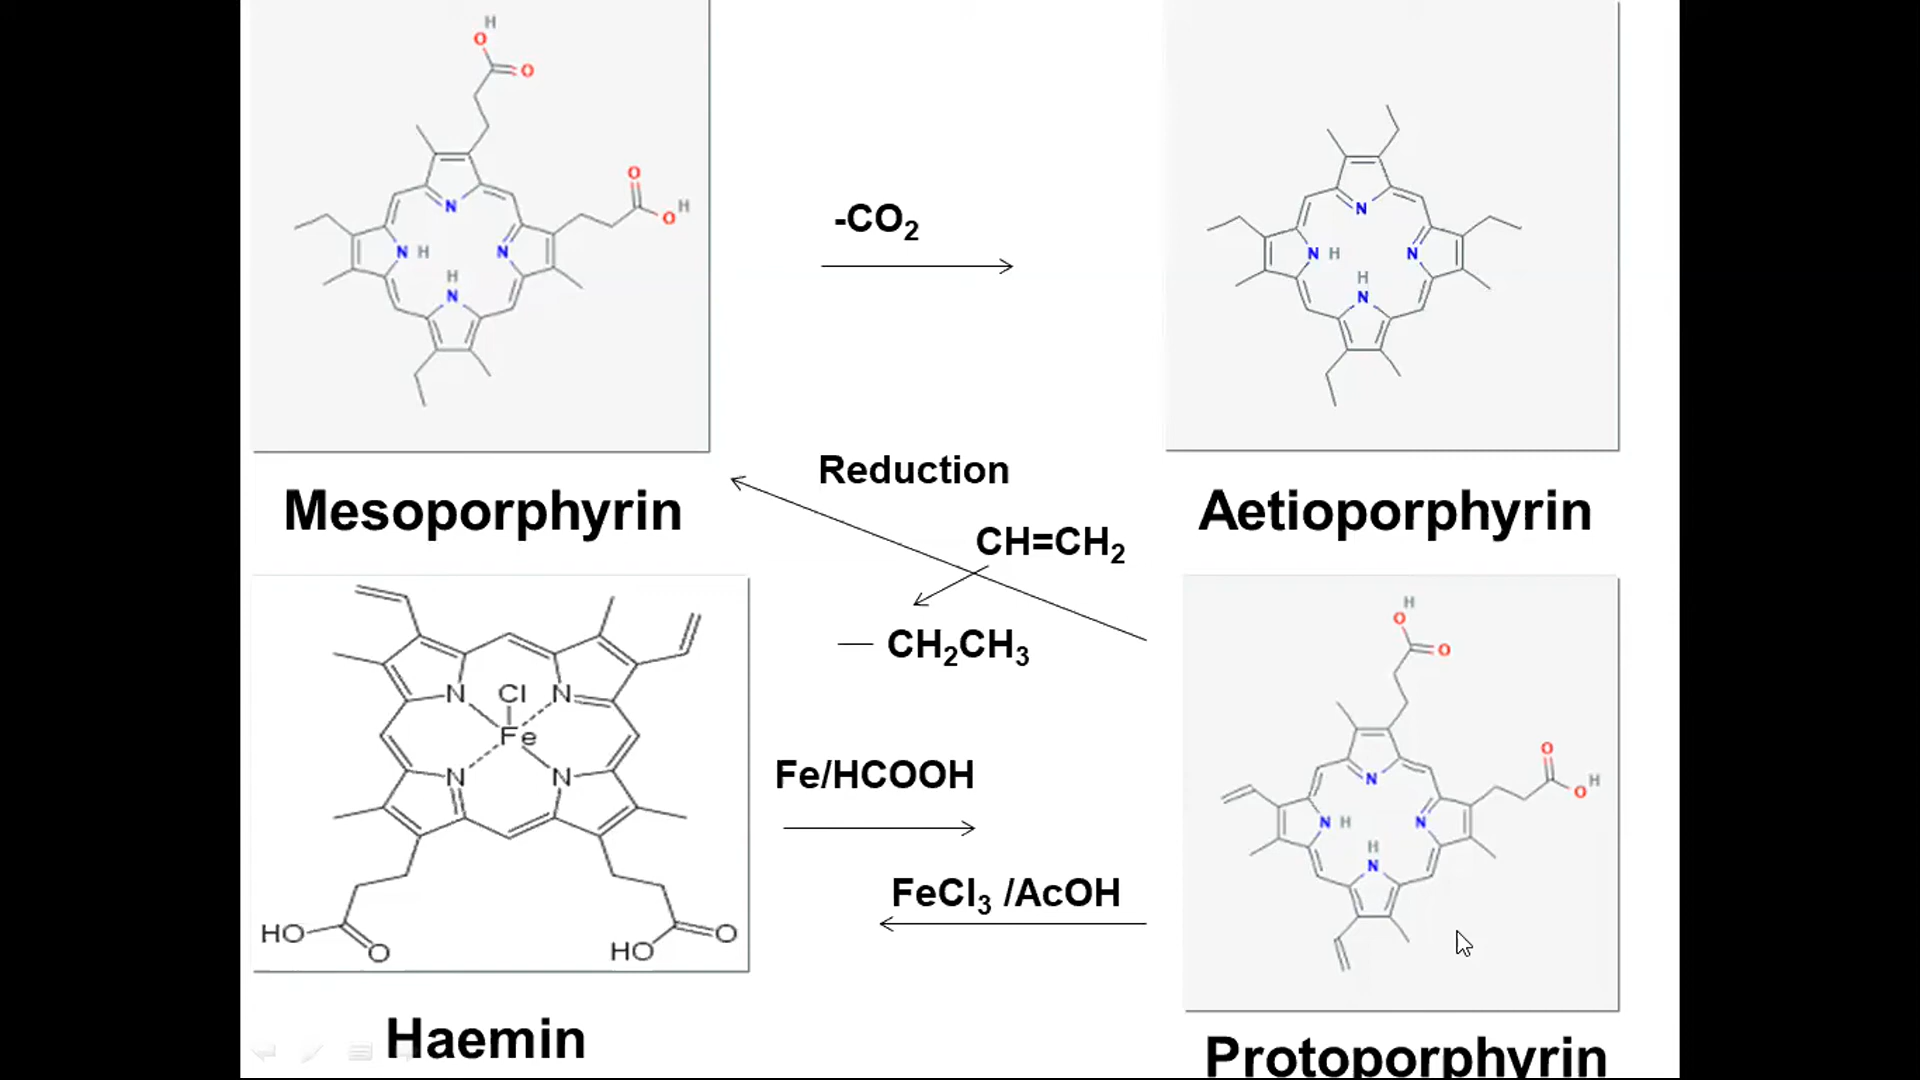 H
O
O
O
O H
N
N H
N
H
N
-CO₂
N
N H
N
H
N
Mesoporphyrin
Aetioporphyrin
Reduction
CH=CH₂
— CH₂CH₃
N Cl N
Fe
N N
HO O
HO O
Fe/HCOOH
FeCl₃ /AcOH
H
O
O
O
O H
N
N H
N
H
N
Haemin
Protoporphyrin